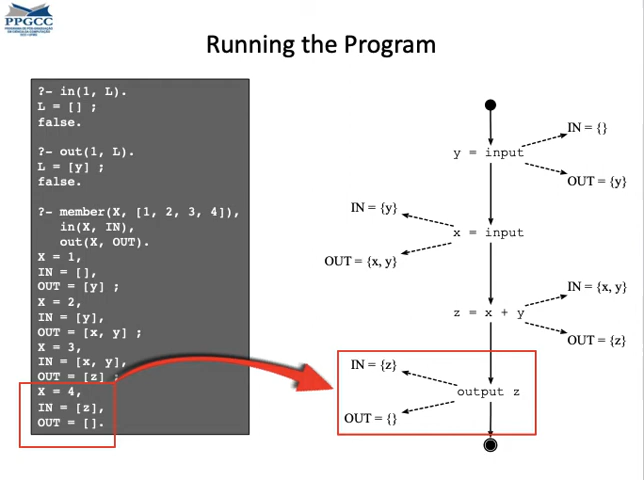 PPGCC
Running the Program
?- in(1, L).
L = [] ;
false.
?- out(1, L).
L = [y] ;
false.
?- member(X, [1, 2, 3, 4]),
in(X, IN),
out(X, OUT).
X = 1,
IN = [],
OUT = [y] ;
X = 2,
IN = [y],
OUT = [x, y] ;
X = 3,
IN = [x, y],
OUT = [z] ;
X = 4,
IN = [z],
OUT = [].
IN = {}
y = input
OUT = {y}
IN = {y}
x = input
OUT = {x, y}
IN = {x, y}
z = x + y
OUT = {z}
IN = {z}
output z
OUT = {}